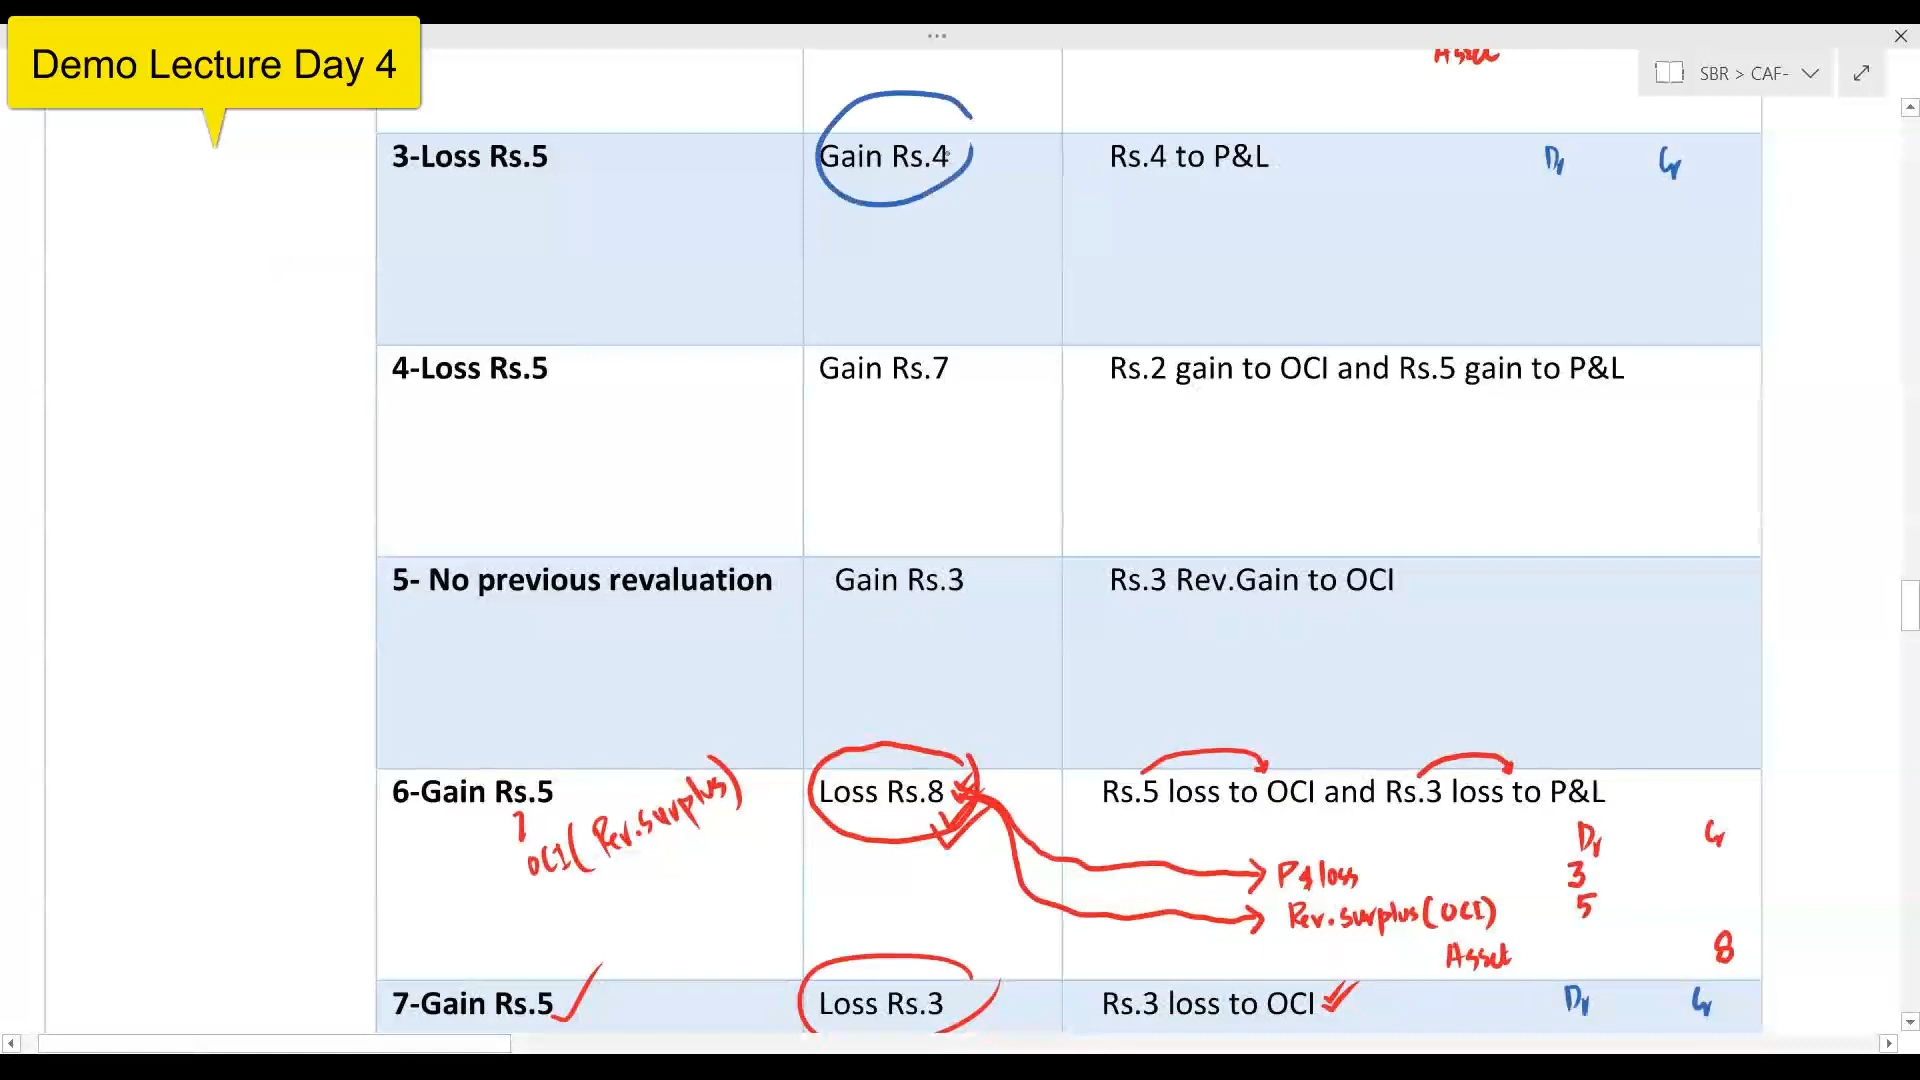 Demo Lecture Day 4
SBR > CAF-
Asset
3-Loss Rs.5 Gain Rs.4 Rs.4 to P&L Dr Cr
4-Loss Rs.5 Gain Rs.7 Rs.2 gain to OCI and Rs.5 gain to P&L
5- No previous revaluation Gain Rs.3 Rs.3 Rev.Gain to OCI
6-Gain Rs.5 Loss Rs.8 Rs.5 loss to OCI and Rs.3 loss to P&L
OCI (Rev.surplus)
Dr Cr
P & loss 3
Rev.surplus (OCI) 5
Asset 8
7-Gain Rs.5 Loss Rs.3 Rs.3 loss to OCI Dr Cr